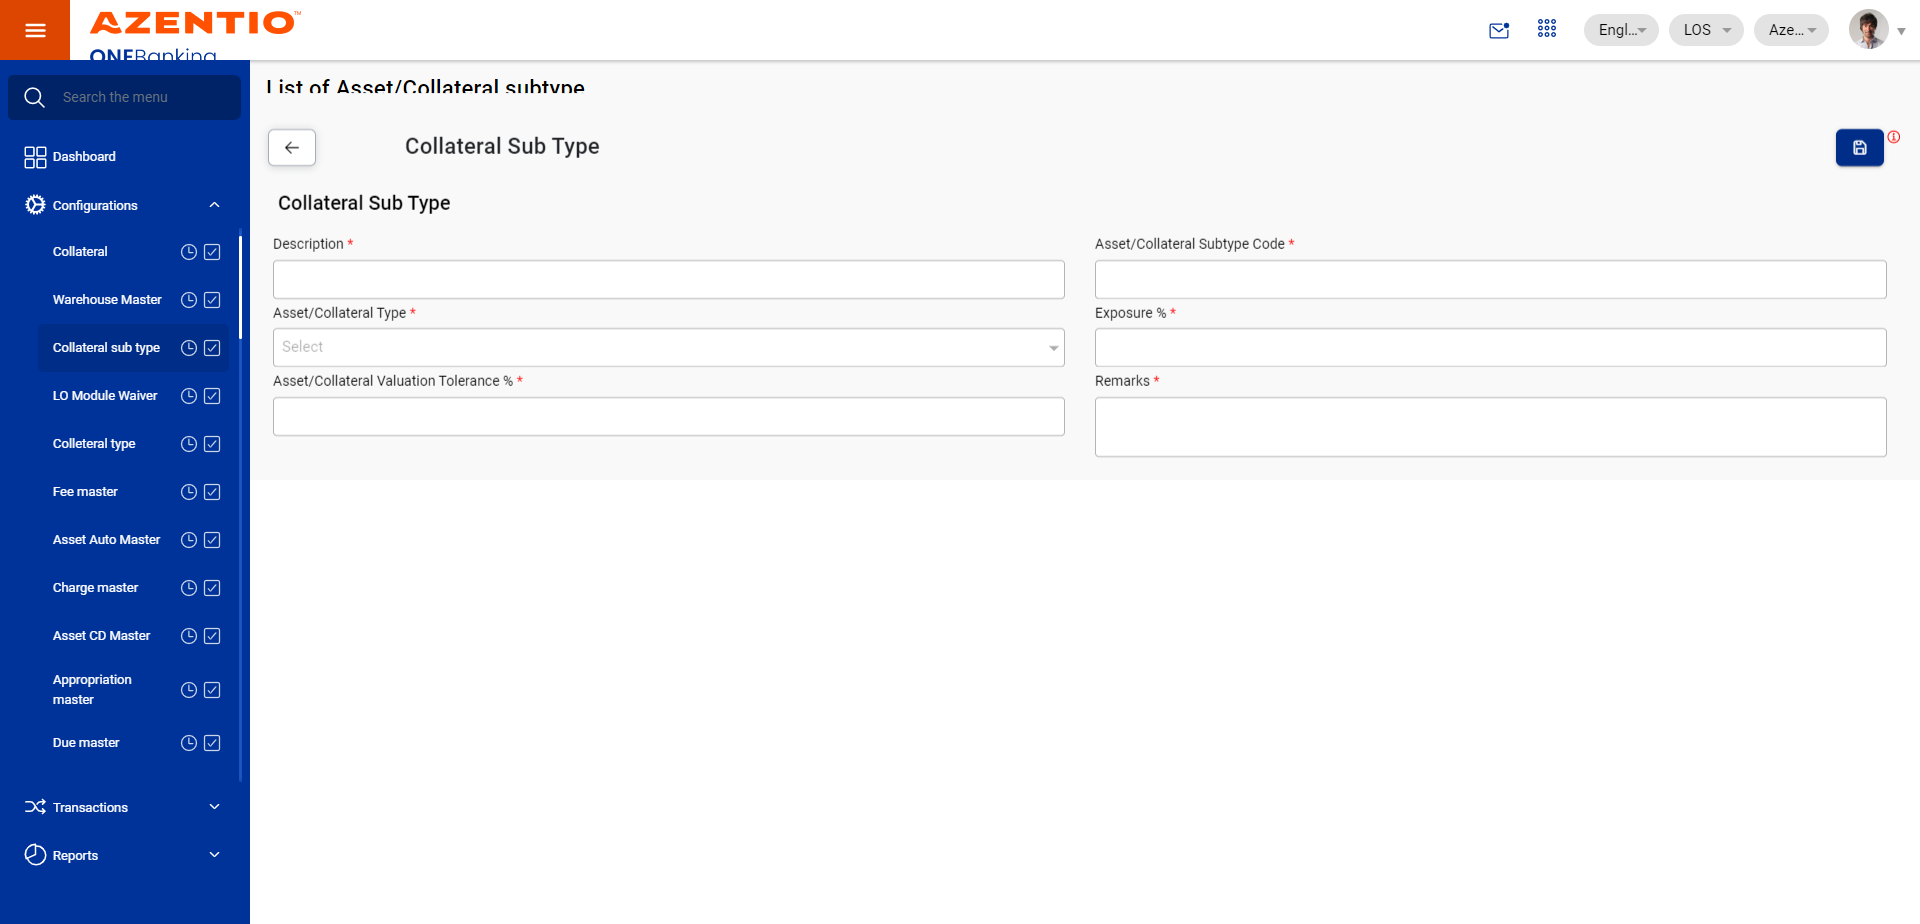 AZENTIO™
ONEBanking
Engl...
LOS
Aze...
Search the menu
Dashboard
Configurations
Collateral
Warehouse Master
Collateral sub type
LO Module Waiver
Colleteral type
Fee master
Asset Auto Master
Charge master
Asset CD Master
Appropriation
master
Due master
Transactions
Reports
List of Asset/Collateral subtype
Collateral Sub Type
Collateral Sub Type
Description *
Asset/Collateral Subtype Code *
Asset/Collateral Type *
Exposure % *
Select
Asset/Collateral Valuation Tolerance % *
Remarks *